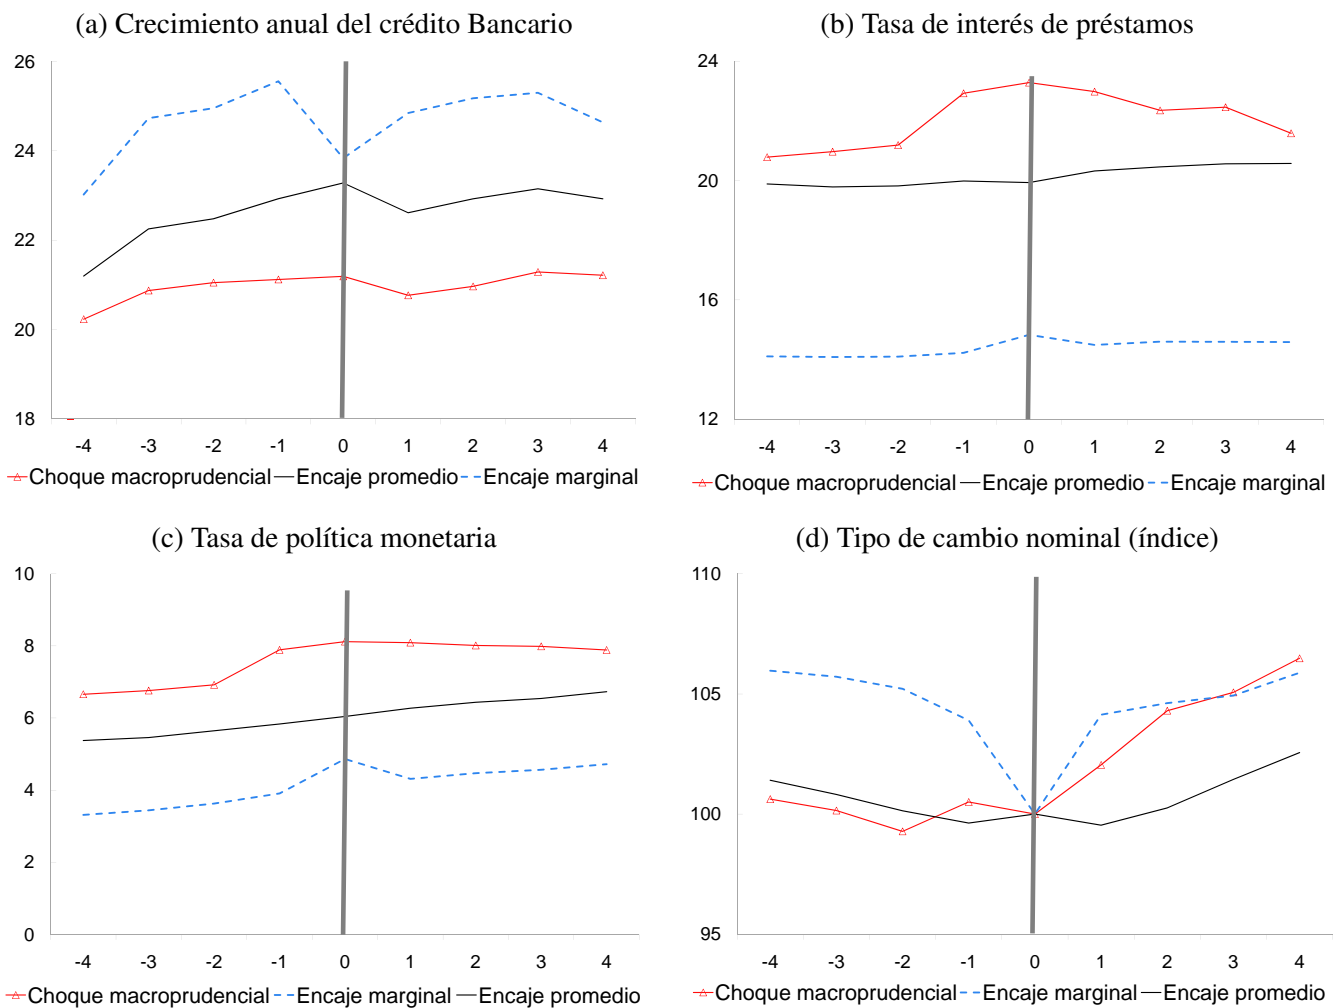 (a) Crecimiento anual del crédito Bancario
26
24
22
20
18
-4 -3 -2 -1 0 1 2 3 4
Choque macroprudencial Encaje promedio Encaje marginal
(b) Tasa de interés de préstamos
24
20
16
12
-4 -3 -2 -1 0 1 2 3 4
Choque macroprudencial Encaje promedio Encaje marginal
(c) Tasa de política monetaria
10
8
6
4
2
0
-4 -3 -2 -1 0 1 2 3 4
Choque macroprudencial Encaje marginal Encaje promedio
(d) Tipo de cambio nominal (índice)
110
105
100
95
-4 -3 -2 -1 0 1 2 3 4
Choque macroprudencial Encaje marginal Encaje promedio